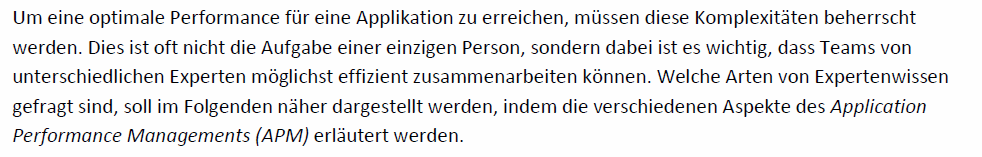 Um eine optimale Performance für eine Applikation zu erreichen, müssen diese Komplexitäten beherrscht
werden. Dies ist oft nicht die Aufgabe einer einzigen Person, sondern dabei ist es wichtig, dass Teams von
unterschiedlichen Experten möglichst effizient zusammenarbeiten können. Welche Arten von Expertenwissen
gefragt sind, soll im Folgenden näher dargestellt werden, indem die verschiedenen Aspekte des Application
Performance Managements (APM) erläutert werden.